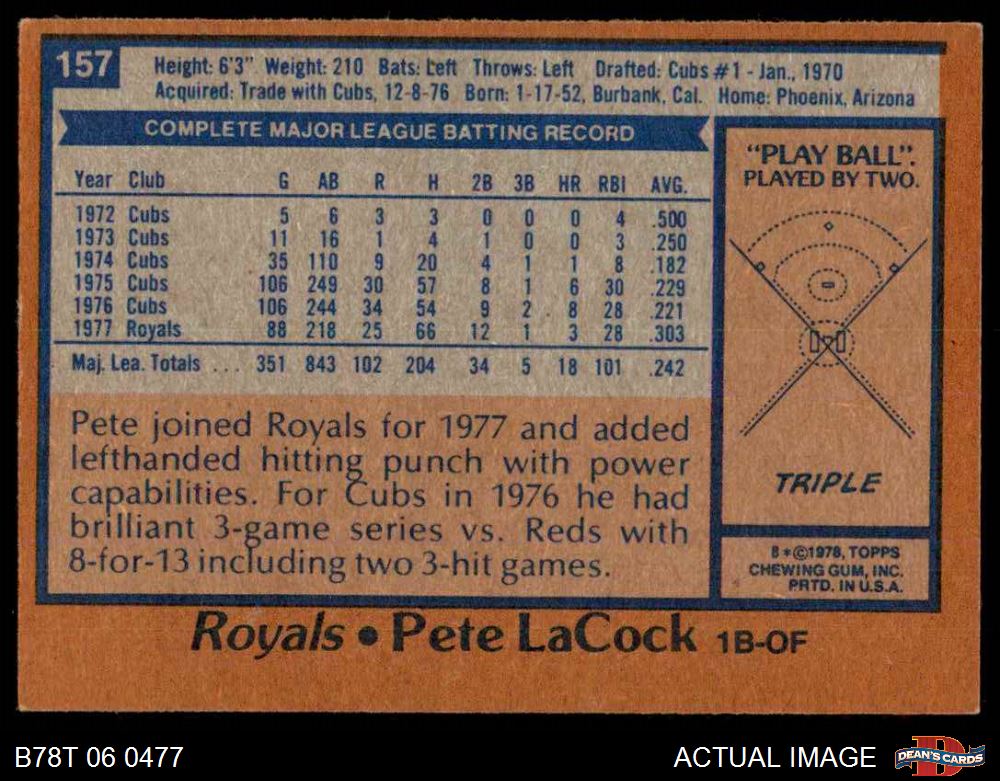 157
Height: 6'3" Weight: 210 Bats: Left Throws: Left Drafted: Cubs #1 - Jan., 1970
Acquired: Trade with Cubs, 12-8-76 Born: 1-17-52, Burbank, Cal. Home: Phoenix, Arizona
COMPLETE MAJOR LEAGUE BATTING RECORD
Year Club G AB R H 2B 3B HR RBI AVG.
1972 Cubs 5 6 3 3 0 0 0 4 .500
1973 Cubs 11 16 1 4 1 0 0 3 .250
1974 Cubs 35 110 9 20 4 1 1 8 .182
1975 Cubs 106 249 30 57 8 1 6 30 .229
1976 Cubs 106 244 34 54 9 2 8 28 .221
1977 Royals 88 218 25 66 12 1 3 28 .303
Maj. Lea. Totals ... 351 843 102 204 34 5 18 101 .242
Pete joined Royals for 1977 and added
lefthanded hitting punch with power
capabilities. For Cubs in 1976 he had
brilliant 3-game series vs. Reds with
8-for-13 including two 3-hit games.
"PLAY BALL".
PLAYED BY TWO.
TRIPLE
8*©1978, TOPPS
CHEWING GUM, INC.
PRTD. IN U.S.A.
Royals • Pete LaCock 1B-OF
B78T 06 0477
ACTUAL IMAGE
D
DEAN'S CARDS